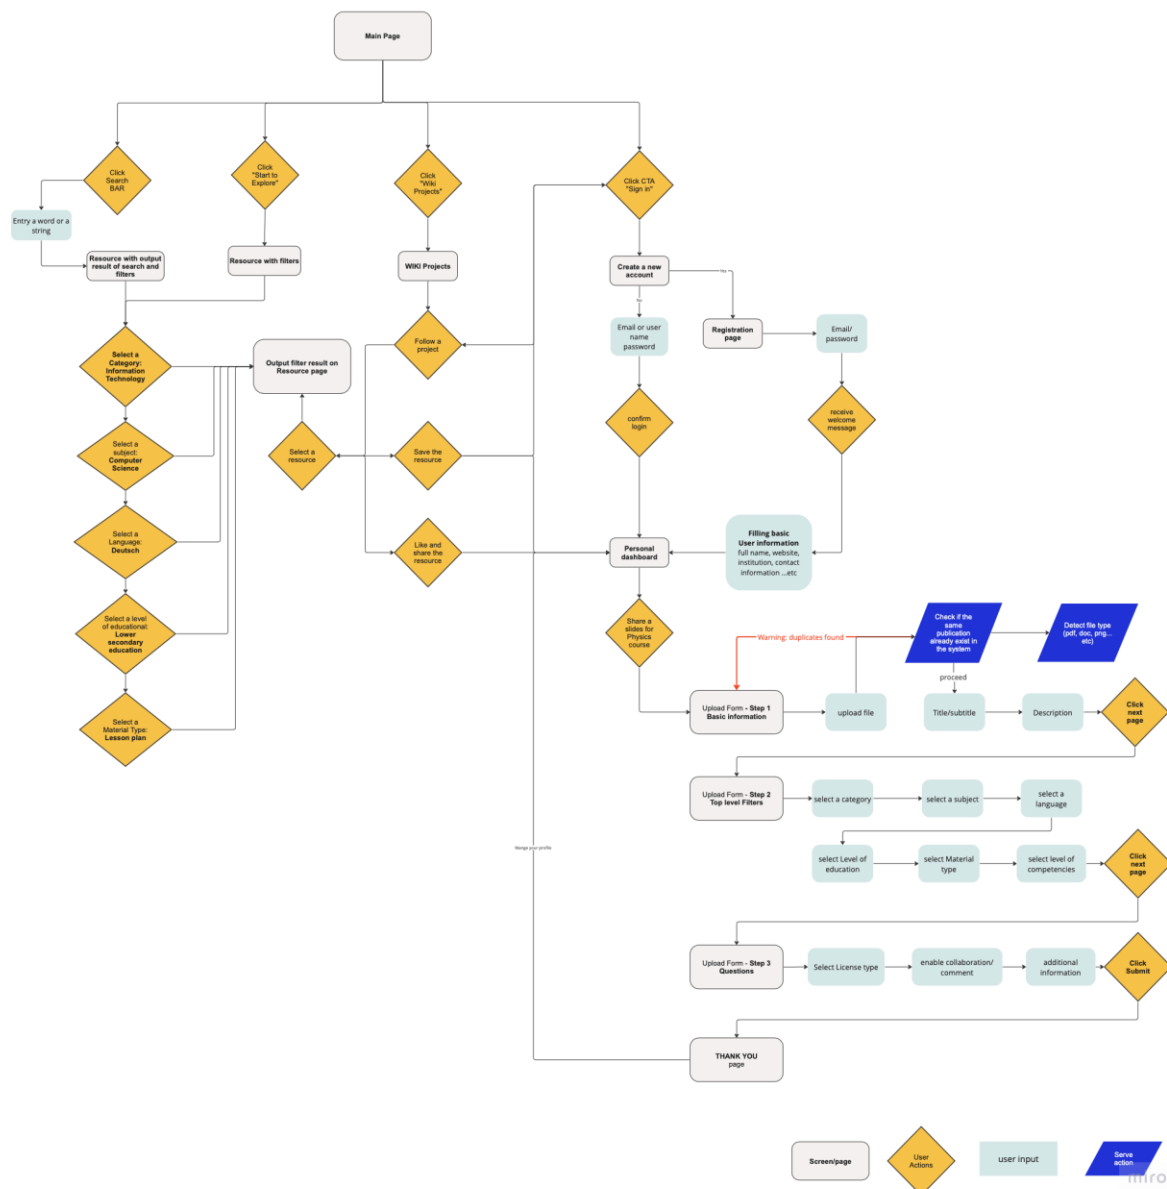 Main Page
Click
Search
BAR
Click
"Start to
Explore"
Click
"Wiki
Projects"
Click CTA
"Sign in"
Entry a word or a
string
Resource with output
result of search and
filters
Resource with filters
WIKI Projects
Create a new
account
Yes
Email or user
name
password
Registration
page
Email/
password
Select a
Category:
Information
Technology
Output filter result on
Resource page
Follow a
project
confirm
login
receive
welcome
message
Select a
subject:
Computer
Science
Select a
resource
Save the
resource
Select a
Language:
Deutsch
Like and
share the
resource
Personal
dashboard
Filling basic
User information
full name, website,
institution, contact
information ...etc
Select a level
of educational:
Lower
secondary
education
Share a
slides for
Physics
course
Warning: duplicates found
Check if the
same
publication
already exist in
the system
Detect file type
(pdf, doc, png...
etc)
proceed
Select a
Material Type:
Lesson plan
Upload Form - Step 1
Basic information
upload file
Title/subtitle
Description
Click
next
page
Upload Form - Step 2
Top level Filters
select a category
select a subject
select a
language
select Level of
education
select Material
type
select level of
competencies
Click
next
page
Upload Form - Step 3
Questions
Select License type
enable collaboration/
comment
additional
information
Click
Submit
THANK YOU
page
Screen/page
User
Actions
user input
Serve
action
miro